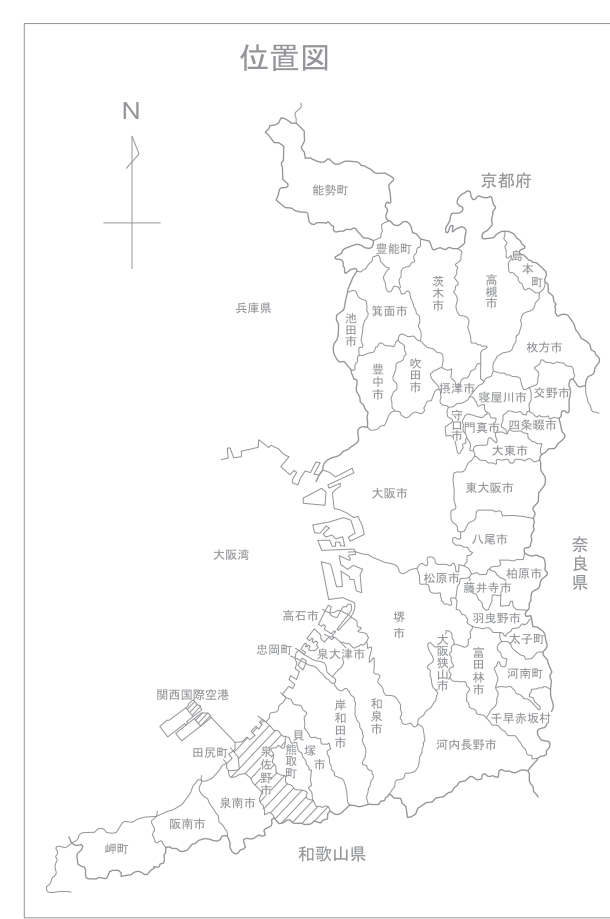 位置図
N
京都府
能勢町
豊能町
島本町
茨木市
高槻市
兵庫県
箕面市
池田市
枚方市
豊中市
吹田市
摂津市
寝屋川市
交野市
守口市
門真市
四条畷市
大東市
大阪市
東大阪市
八尾市
奈良県
大阪湾
松原市
柏原市
藤井寺市
高石市
堺市
羽曳野市
忠岡町
泉大津市
大阪狭山市
富田林市
太子町
河南町
関西国際空港
岸和田市
和泉市
千早赤坂村
貝塚市
河内長野市
田尻町
泉佐野市
熊取町
泉南市
阪南市
岬町
和歌山県